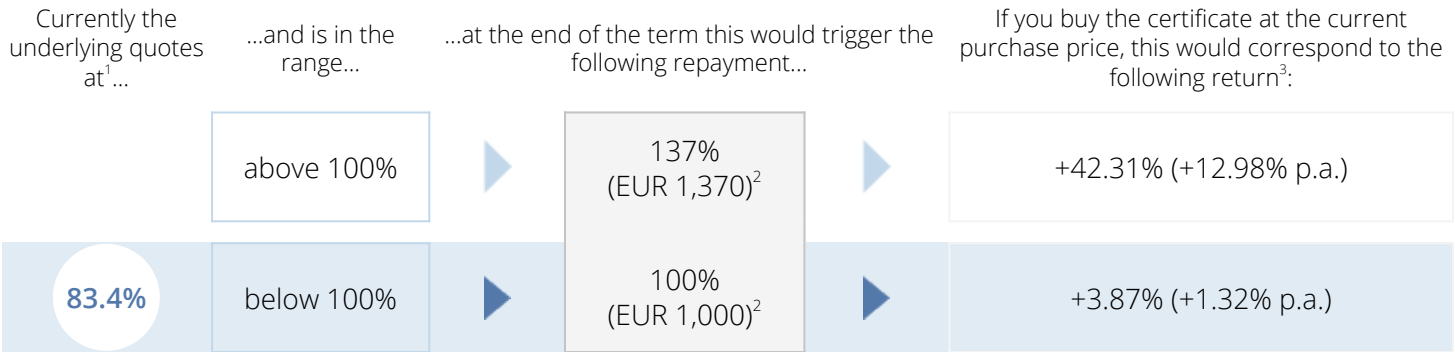 Currently the
underlying quotes
at¹...
...and is in the
range...
...at the end of the term this would trigger the
following repayment...
If you buy the certificate at the current
purchase price, this would correspond to the
following return³:
above 100%
137%
(EUR 1,370)²
+42.31% (+12.98% p.a.)
83.4%
below 100%
100%
(EUR 1,000)²
+3.87% (+1.32% p.a.)